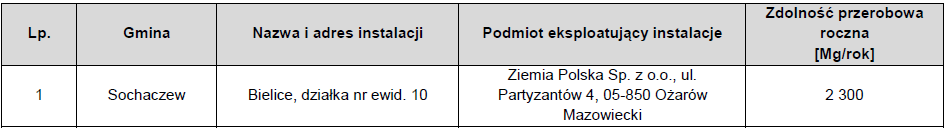 Lp. Gmina Nazwa i adres instalacji Podmiot eksploatujący instalacje Zdolność przerobowa
roczna
[Mg/rok]
1 Sochaczew Bielice, działka nr ewid. 10 Ziemia Polska Sp. z o.o., ul.
Partyzantów 4, 05-850 Ożarów
Mazowiecki
2 300